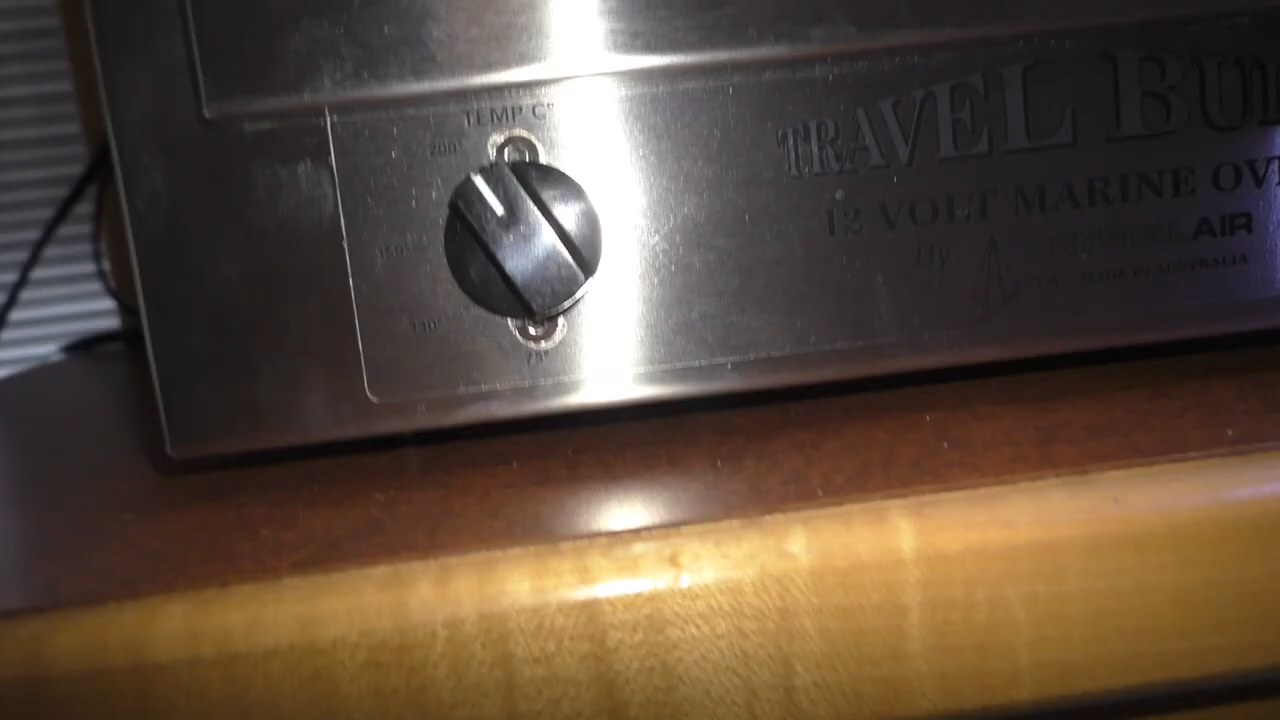 TEMP C°
200°
150°
130°
75°
TRAVEL BU
12 VOLT MARINE OV
By AIR
MADE IN AUSTRALIA